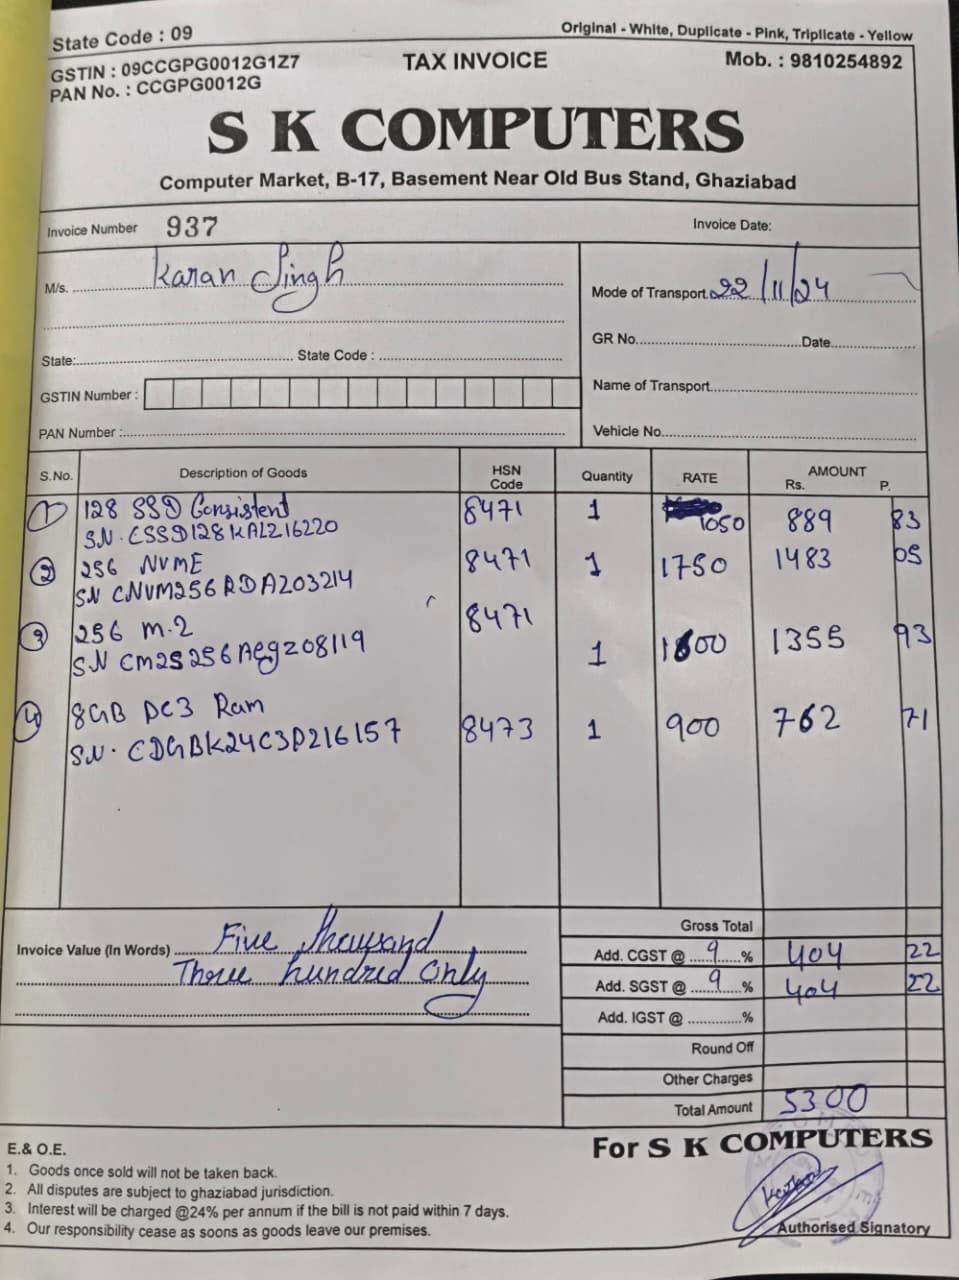 State Code : 09
Original - White, Duplicate - Pink, Triplicate - Yellow
GSTIN : 09CCGPG0012G1Z7
TAX INVOICE
Mob. : 9810254892
PAN No. : CCGPG0012G
S K COMPUTERS
Computer Market, B-17, Basement Near Old Bus Stand, Ghaziabad
Invoice Number 937
Invoice Date:
M/s. Karan Singh
Mode of Transport 22/11/24
GR No. Date
State: State Code :
GSTIN Number :
Name of Transport
PAN Number :
Vehicle No.
S.No. Description of Goods HSN Code Quantity RATE AMOUNT Rs. P.
1 128 SSD Consistent 8471 1 1050 889 83
S.N. CSSD128KALZ16220
2 256 NVME 8471 1 1750 1483 05
SN CNVM256RDAZ03214
3 256 M.2 8471 1 1600 1355 93
SN CM2S256AegZ08119
4 8GB DC3 Ram 8473 1 900 762 71
S.N. CDGBK24C3P216157
Gross Total
Invoice Value (In Words) Five Thousand
Three hundred Only
Add. CGST @ 9 % 404 22
Add. SGST @ 9 % 404 22
Add. IGST @ %
Round Off
Other Charges
Total Amount 5300
E.& O.E.
For S K COMPUTERS
1. Goods once sold will not be taken back.
2. All disputes are subject to ghaziabad jurisdiction.
3. Interest will be charged @24% per annum if the bill is not paid within 7 days.
4. Our responsibility cease as soon as goods leave our premises.
Authorised Signatory